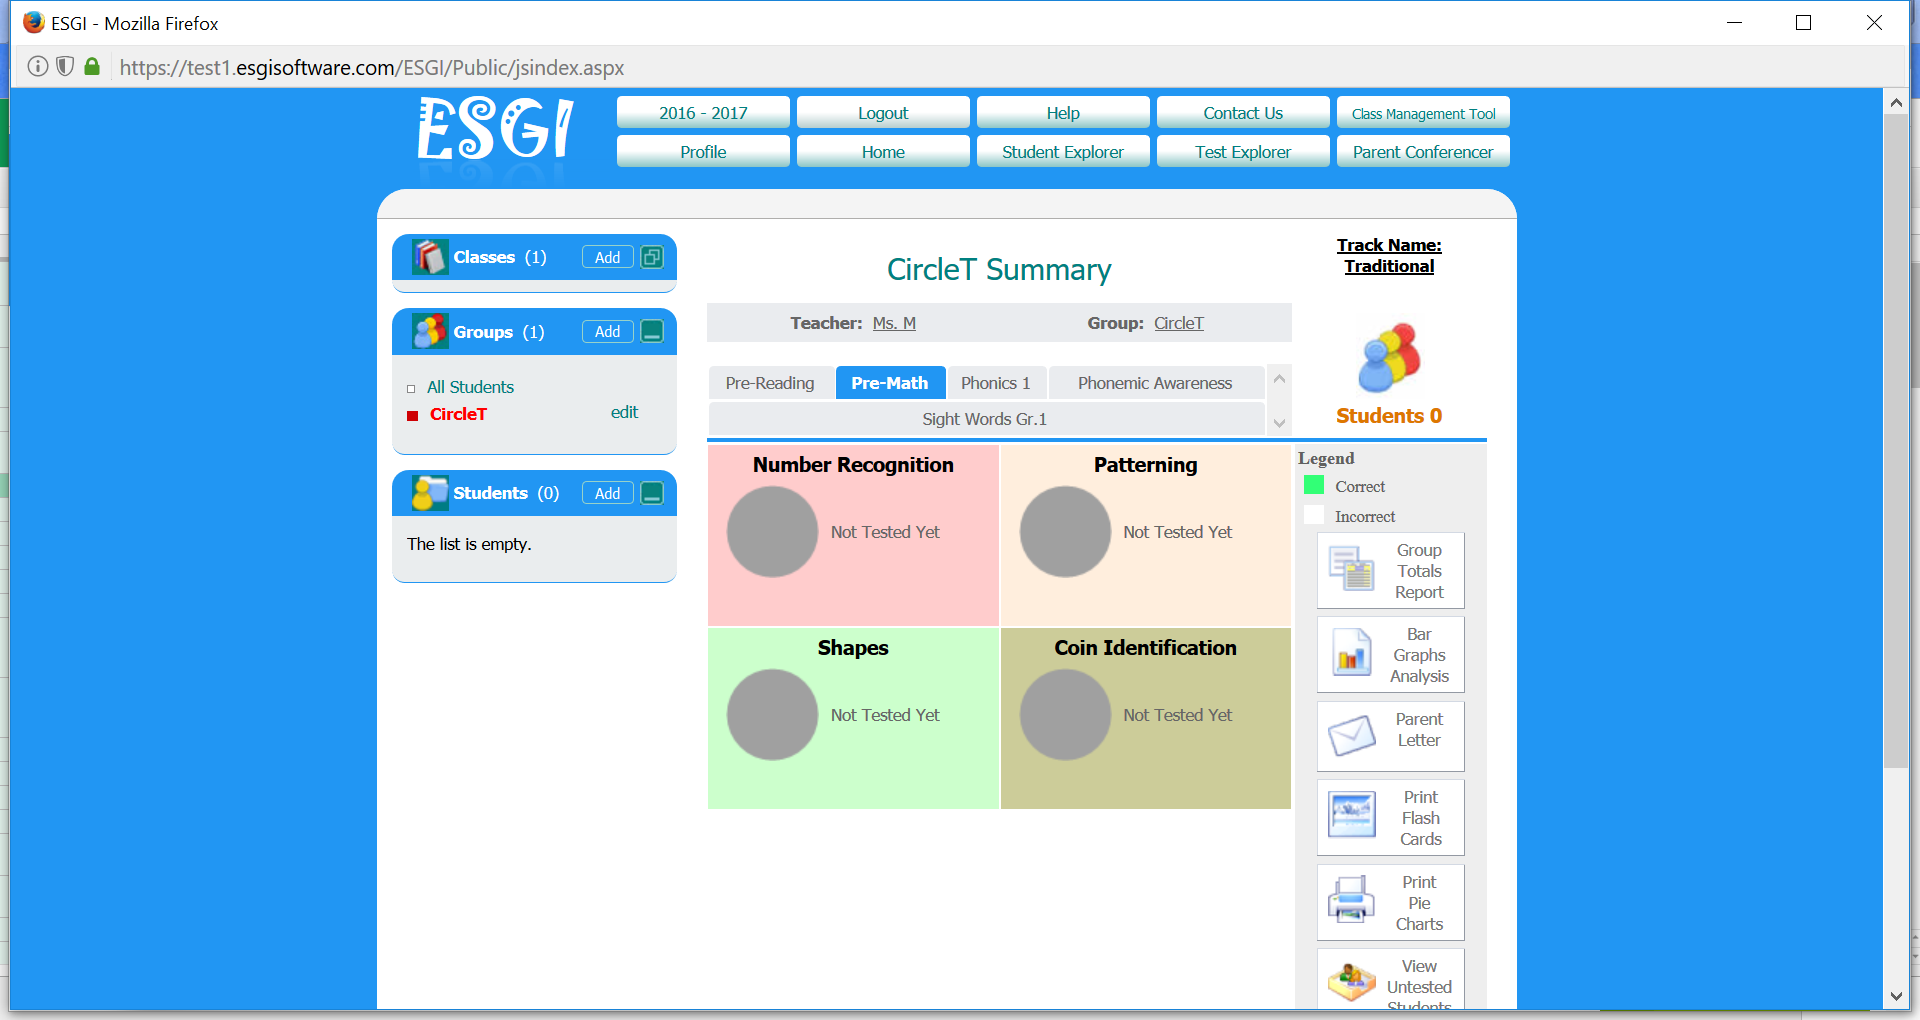 ESGI - Mozilla Firefox
https://test1.esgisoftware.com/ESGI/Public/jsindex.aspx
ESGI
2016 - 2017 Logout Help Contact Us Class Management Tool
Profile Home Student Explorer Test Explorer Parent Conferencer
Classes (1) Add
Groups (1) Add
All Students
CircleT edit
Students (0) Add
The list is empty.
CircleT Summary
Teacher: Ms. M Group: CircleT
Track Name:
Traditional
Students 0
Pre-Reading Pre-Math Phonics 1 Phonemic Awareness
Sight Words Gr.1
Number Recognition
Not Tested Yet
Patterning
Not Tested Yet
Shapes
Not Tested Yet
Coin Identification
Not Tested Yet
Legend
Correct
Incorrect
Group
Totals
Report
Bar
Graphs
Analysis
Parent
Letter
Print
Flash
Cards
Print
Pie
Charts
View
Untested
Students